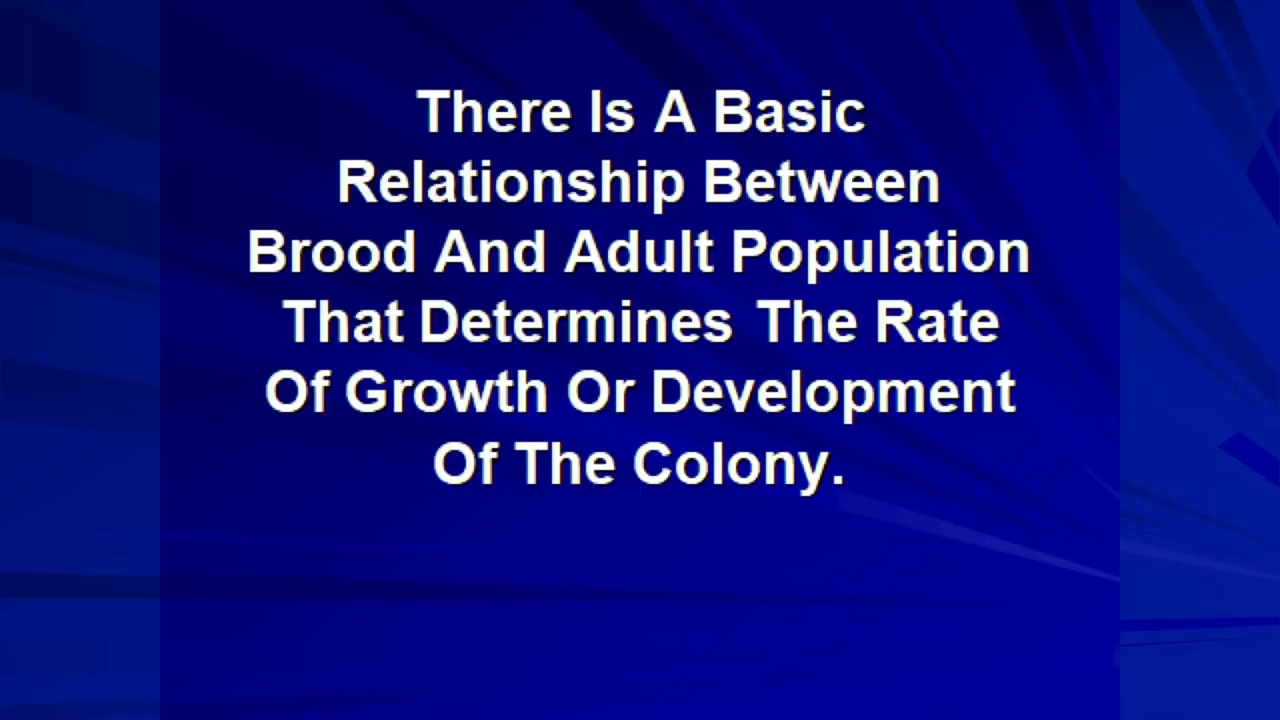 There Is A Basic
Relationship Between
Brood And Adult Population
That Determines The Rate
Of Growth Or Development
Of The Colony.